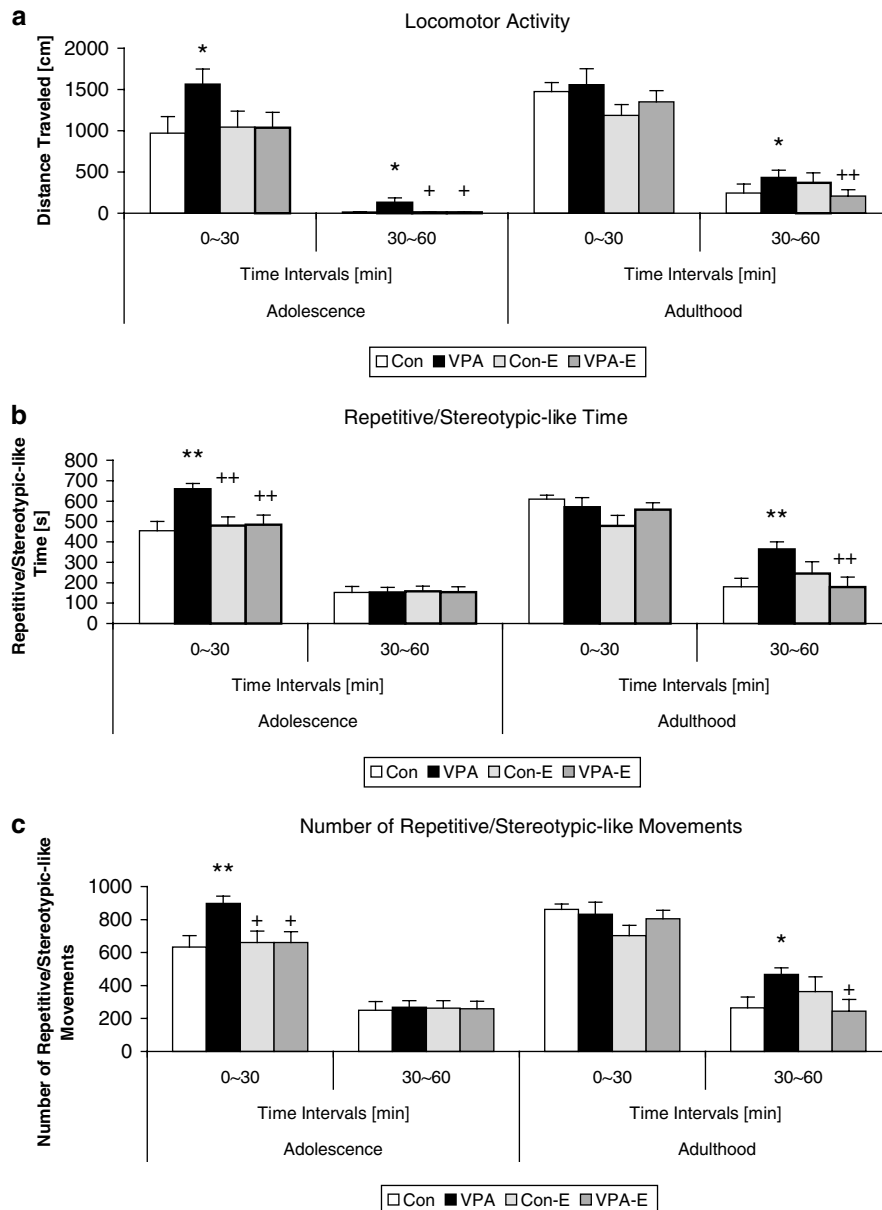 a
Locomotor Activity
Distance Traveled [cm]
2000
1500
1000
500
0
*
*
+
+
*
++
0~30
30~60
0~30
30~60
Time Intervals [min]
Time Intervals [min]
Adolescence
Adulthood
Con VPA Con-E VPA-E
b
Repetitive/Stereotypic-like Time
Repetitive/Stereotypic-like
Time [s]
800
700
600
500
400
300
200
100
0
**
++
++
**
++
0~30
30~60
0~30
30~60
Time Intervals [min]
Time Intervals [min]
Adolescence
Adulthood
Con VPA Con-E VPA-E
c
Number of Repetitive/Stereotypic-like Movements
Number of Repetitive/Stereotypic-like
Movements
1000
800
600
400
200
0
**
+
+
*
+
0~30
30~60
0~30
30~60
Time Intervals [min]
Time Intervals [min]
Adolescence
Adulthood
Con VPA Con-E VPA-E